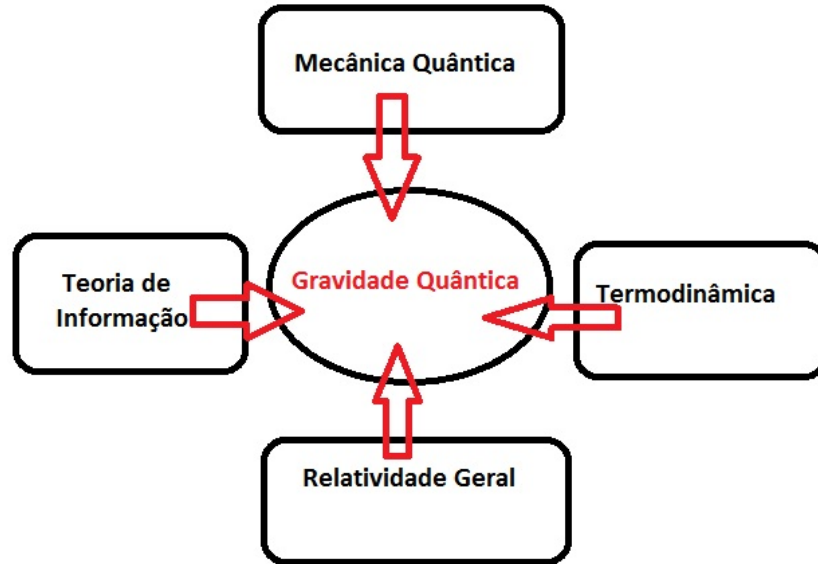 Mecânica Quântica
Gravidade Quântica
Teoria de
Informação
Termodinâmica
Relatividade Geral